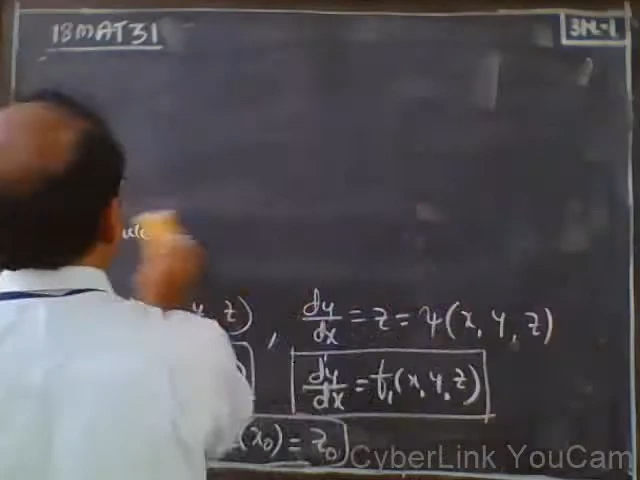 18MAT31
3M-1
y, z) , dy/dx = z = ψ(x, y, z)
dy/dx = f₁(x, y, z)
(x₀) = z₀
CyberLink YouCam